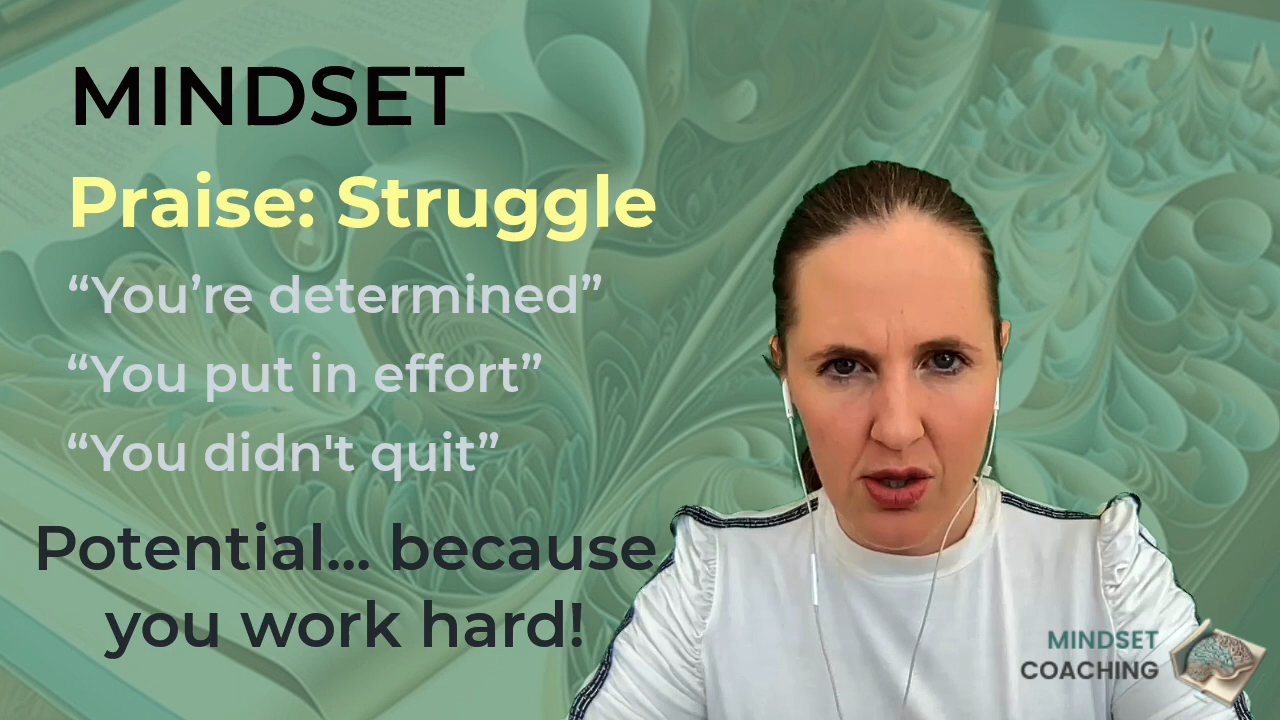 MINDSET
Praise: Struggle
“You’re determined”
“You put in effort”
“You didn't quit”
Potential... because
you work hard!
MINDSET
COACHING